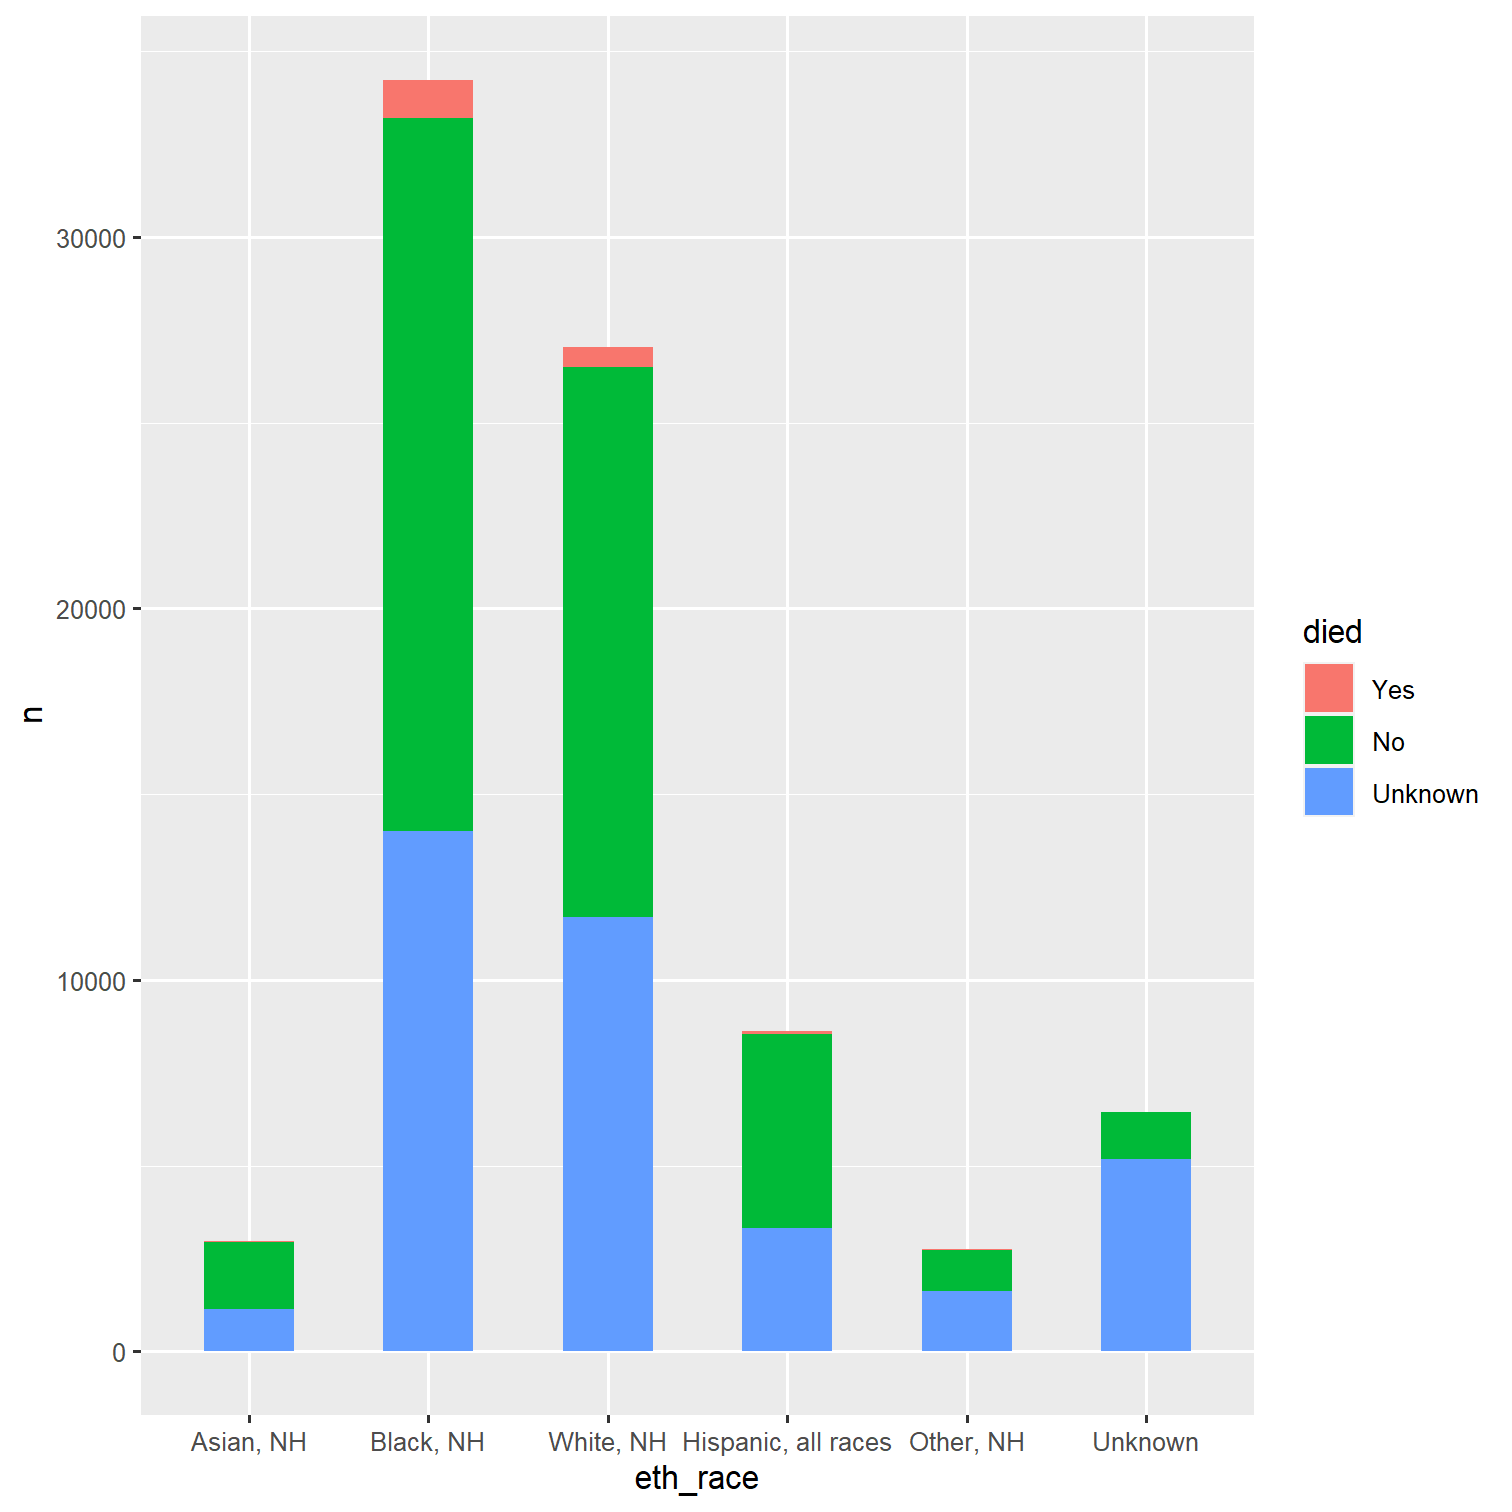 30000
20000
10000
0
n
Asian, NH
Black, NH
White, NH
Hispanic, all races
Other, NH
Unknown
eth_race
died
Yes
No
Unknown